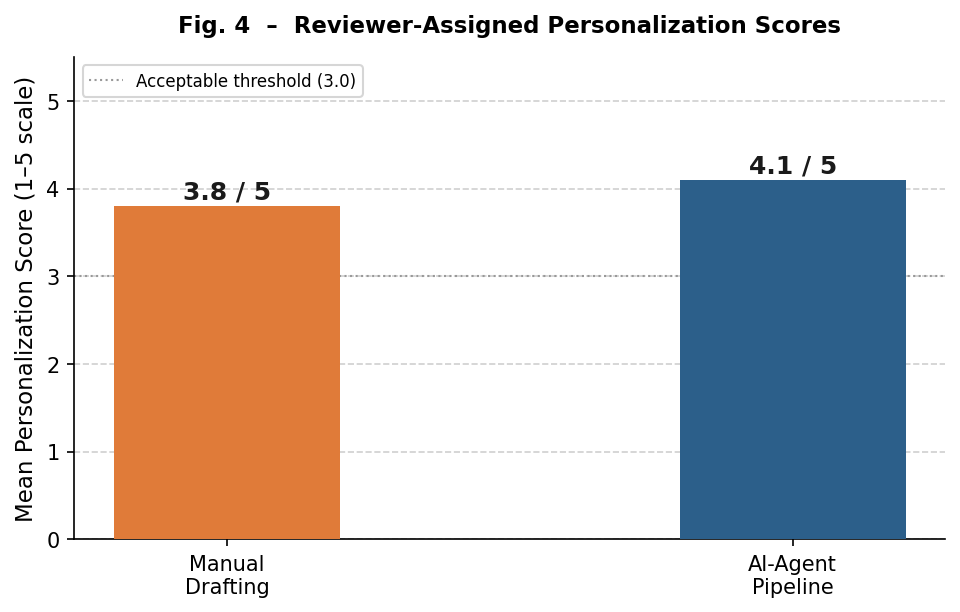 Fig. 4 – Reviewer-Assigned Personalization Scores
Mean Personalization Score (1–5 scale)
Acceptable threshold (3.0)
5
4
3
2
1
0
3.8 / 5
4.1 / 5
Manual
Drafting
AI-Agent
Pipeline